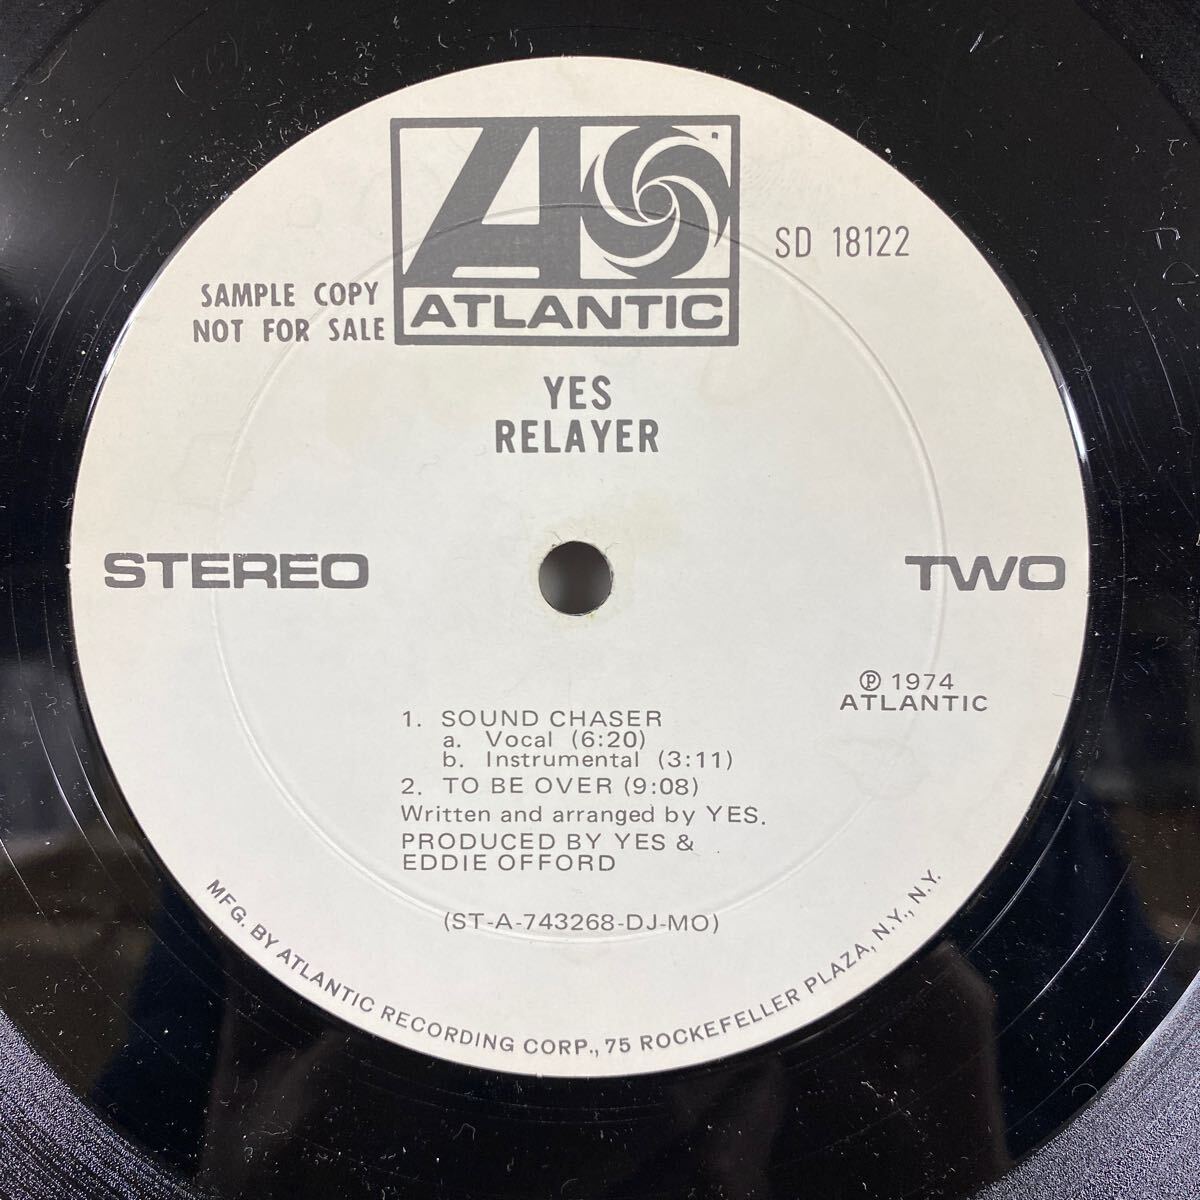 ATLANTIC
SD 18122
SAMPLE COPY
NOT FOR SALE
YES
RELAYER
STEREO
TWO
Ⓟ 1974
ATLANTIC
1. SOUND CHASER
a. Vocal (6:20)
b. Instrumental (3:11)
2. TO BE OVER (9:08)
Written and arranged by YES.
PRODUCED BY YES &
EDDIE OFFORD
(ST-A-743268-DJ-MO)
MFG. BY ATLANTIC RECORDING CORP., 75 ROCKEFELLER PLAZA, N.Y., N.Y.